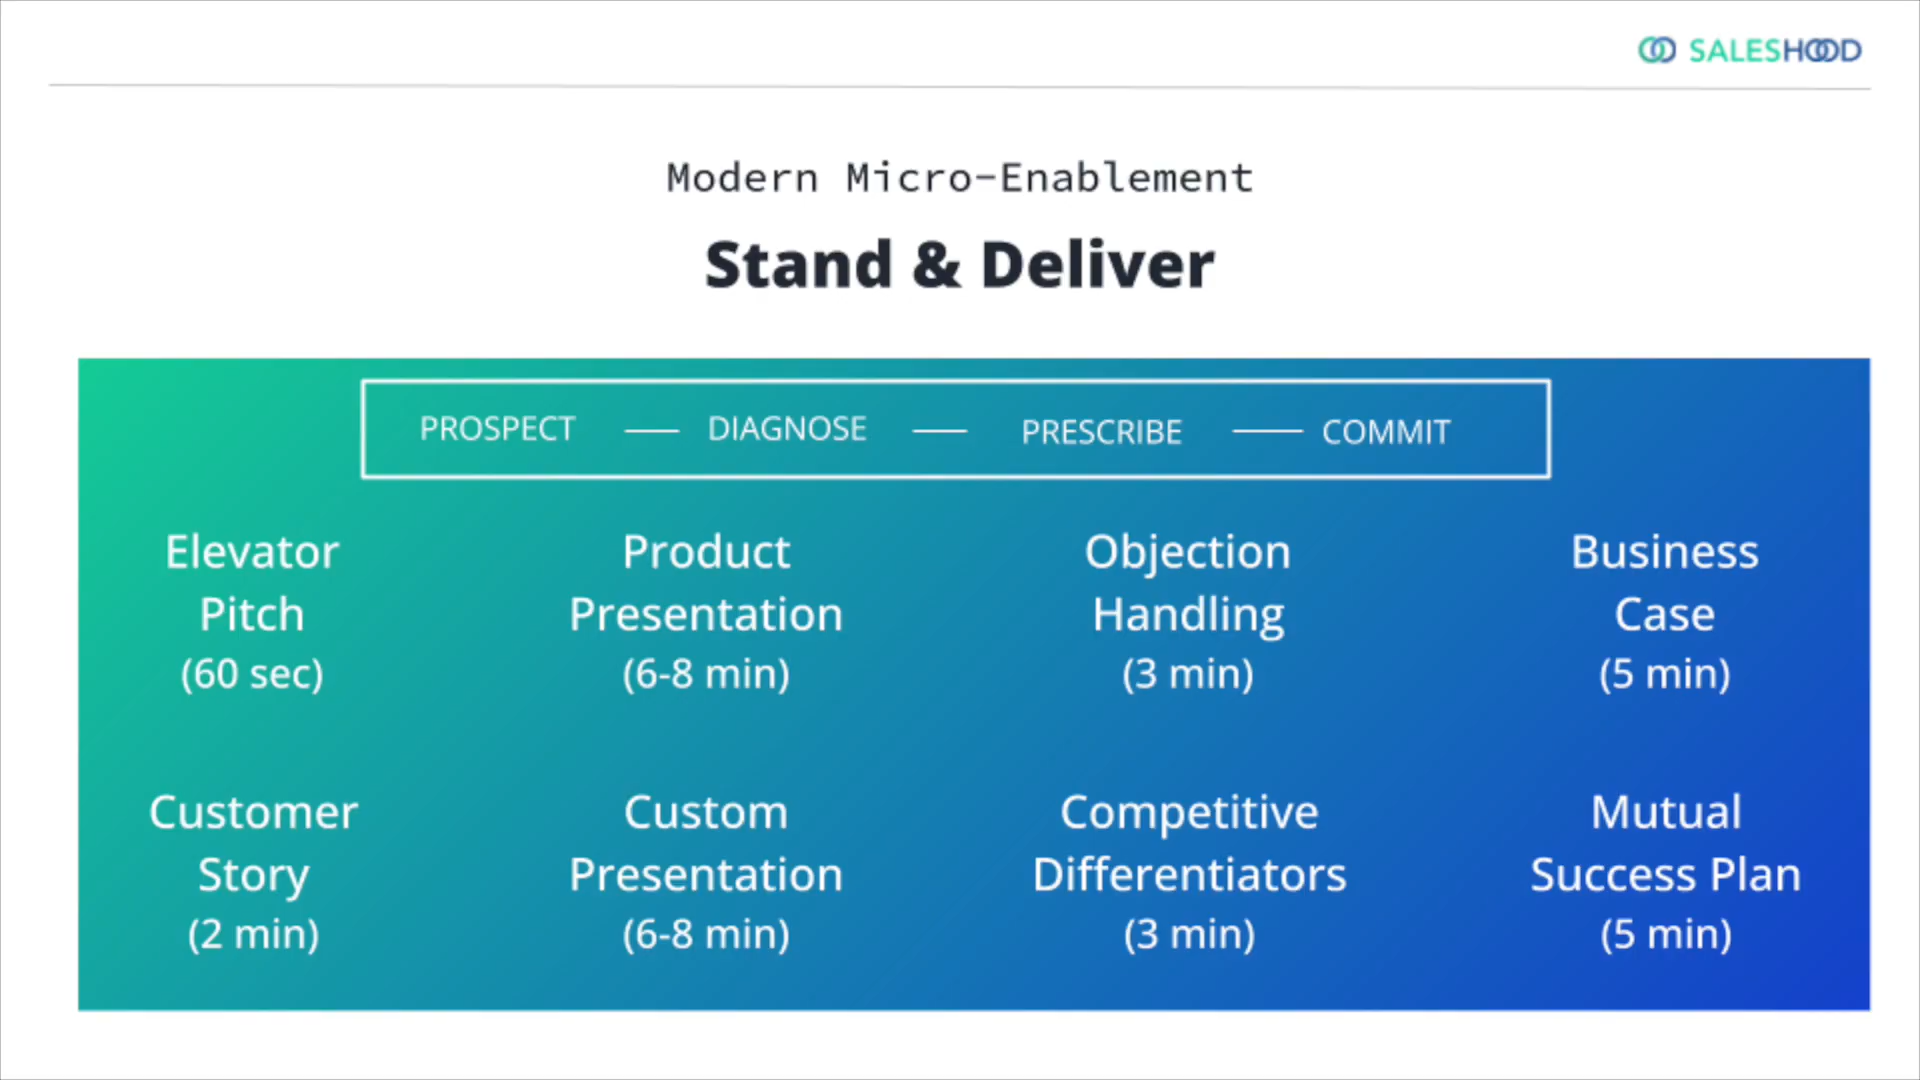 SALESHOOD
Modern Micro-Enablement
Stand & Deliver
PROSPECT — DIAGNOSE — PRESCRIBE — COMMIT
Elevator
Pitch
(60 sec)
Product
Presentation
(6-8 min)
Objection
Handling
(3 min)
Business
Case
(5 min)
Customer
Story
(2 min)
Custom
Presentation
(6-8 min)
Competitive
Differentiators
(3 min)
Mutual
Success Plan
(5 min)